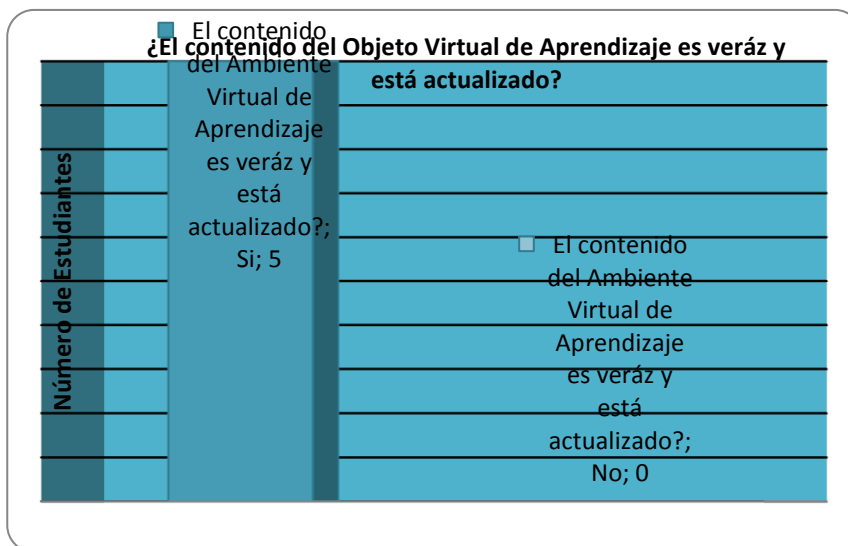 ¿El contenido del Objeto Virtual de Aprendizaje es veráz y
está actualizado?
Número de Estudiantes
El contenido
del Ambiente
Virtual de
Aprendizaje
es veráz y
está
actualizado?;
Si; 5
El contenido
del Ambiente
Virtual de
Aprendizaje
es veráz y
está
actualizado?;
No; 0